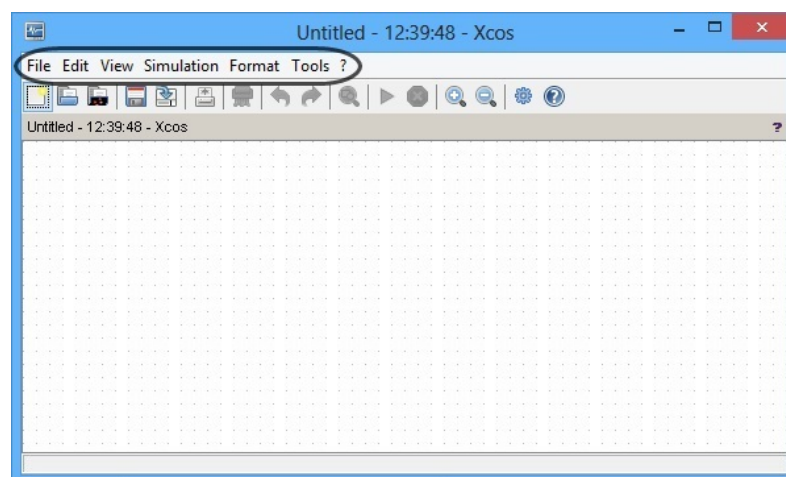 Untitled - 12:39:48 - Xcos
File Edit View Simulation Format Tools ?
Untitled - 12:39:48 - Xcos ?